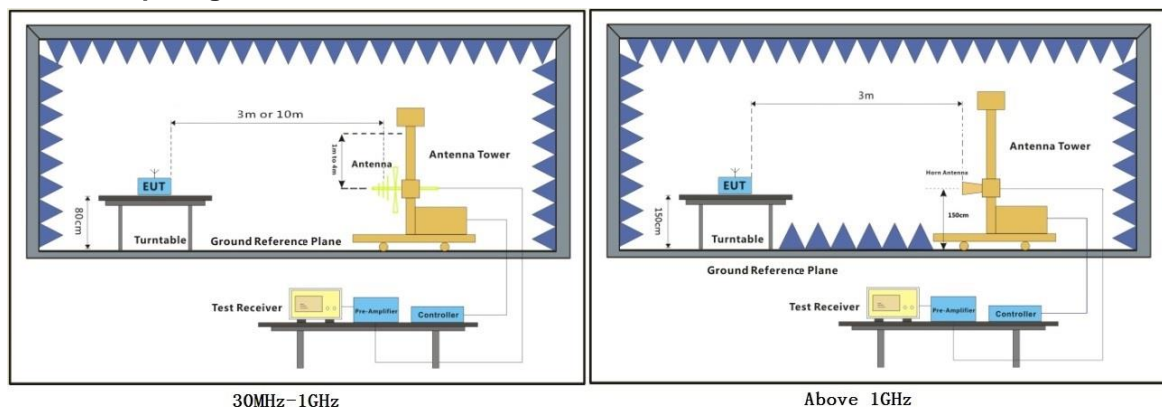 3m or 10m
1m to 4m
Antenna
Antenna Tower
EUT
80cm
Turntable
Ground Reference Plane
Test Receiver
Pre-Amplifier
Controller
30MHz-1GHz
3m
Antenna Tower
Horn Antenna
EUT
150cm
150cm
Turntable
Ground Reference Plane
Test Receiver
Pre-Amplifier
Controller
Above 1GHz